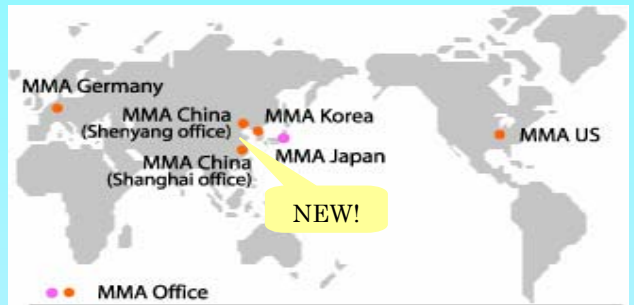 MMA Germany
MMA China
(Shenyang office)
MMA Korea
MMA China
(Shanghai office)
MMA Japan
MMA US
NEW!
MMA Office